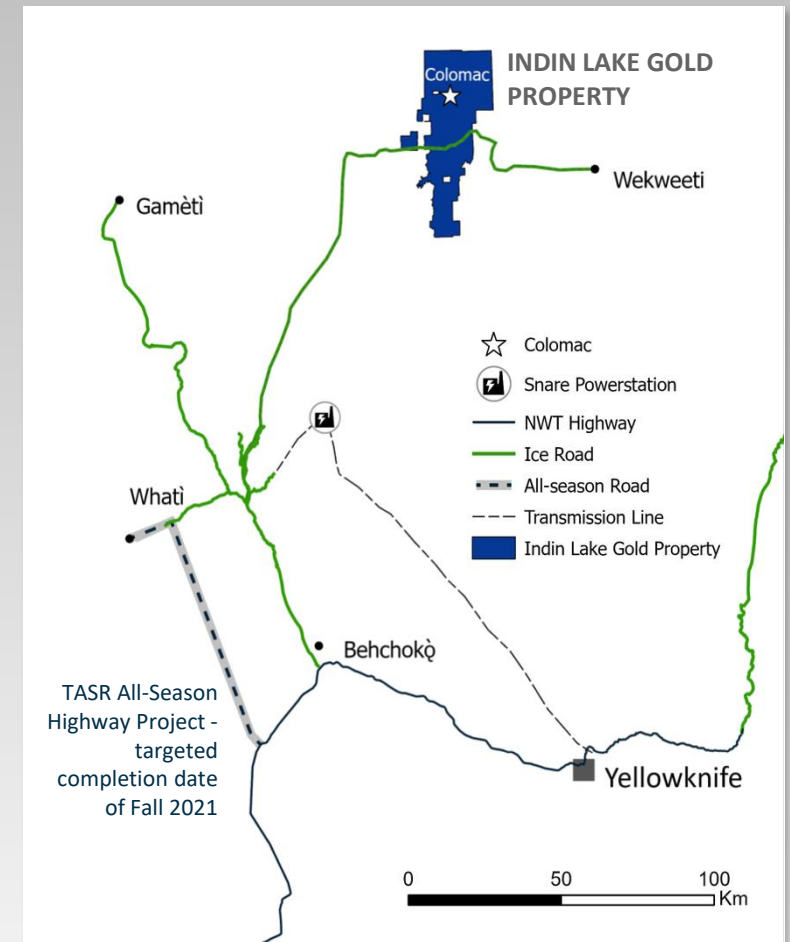 INDIN LAKE GOLD
PROPERTY
Colomac
Wekweeti
Gamètì
Colomac
Snare Powerstation
NWT Highway
Ice Road
All-season Road
Transmission Line
Indin Lake Gold Property
Whatì
Behchokǫ̀
TASR All-Season
Highway Project -
targeted
completion date
of Fall 2021
Yellowknife
0 50 100
Km